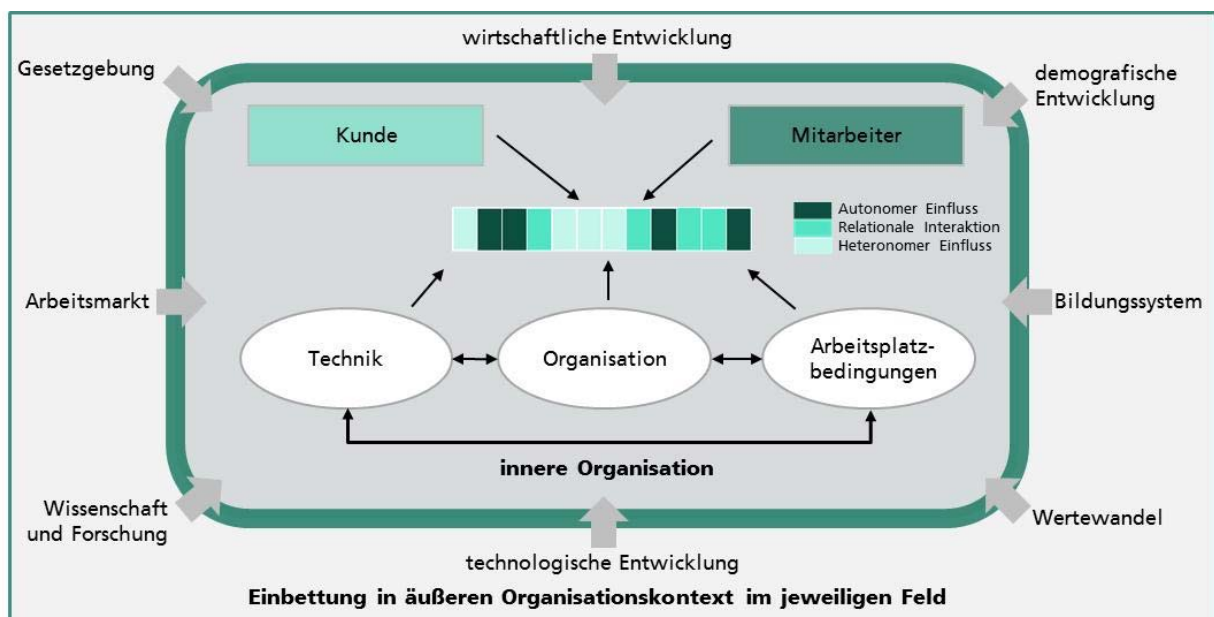 wirtschaftliche Entwicklung
Gesetzgebung
demografische
Entwicklung
Kunde
Mitarbeiter
Autonomer Einfluss
Relationale Interaktion
Heteronomer Einfluss
Arbeitsmarkt
Bildungssystem
Technik
Organisation
Arbeitsplatz-
bedingungen
innere Organisation
Wissenschaft
und Forschung
Wertewandel
technologische Entwicklung
Einbettung in äußeren Organisationskontext im jeweiligen Feld